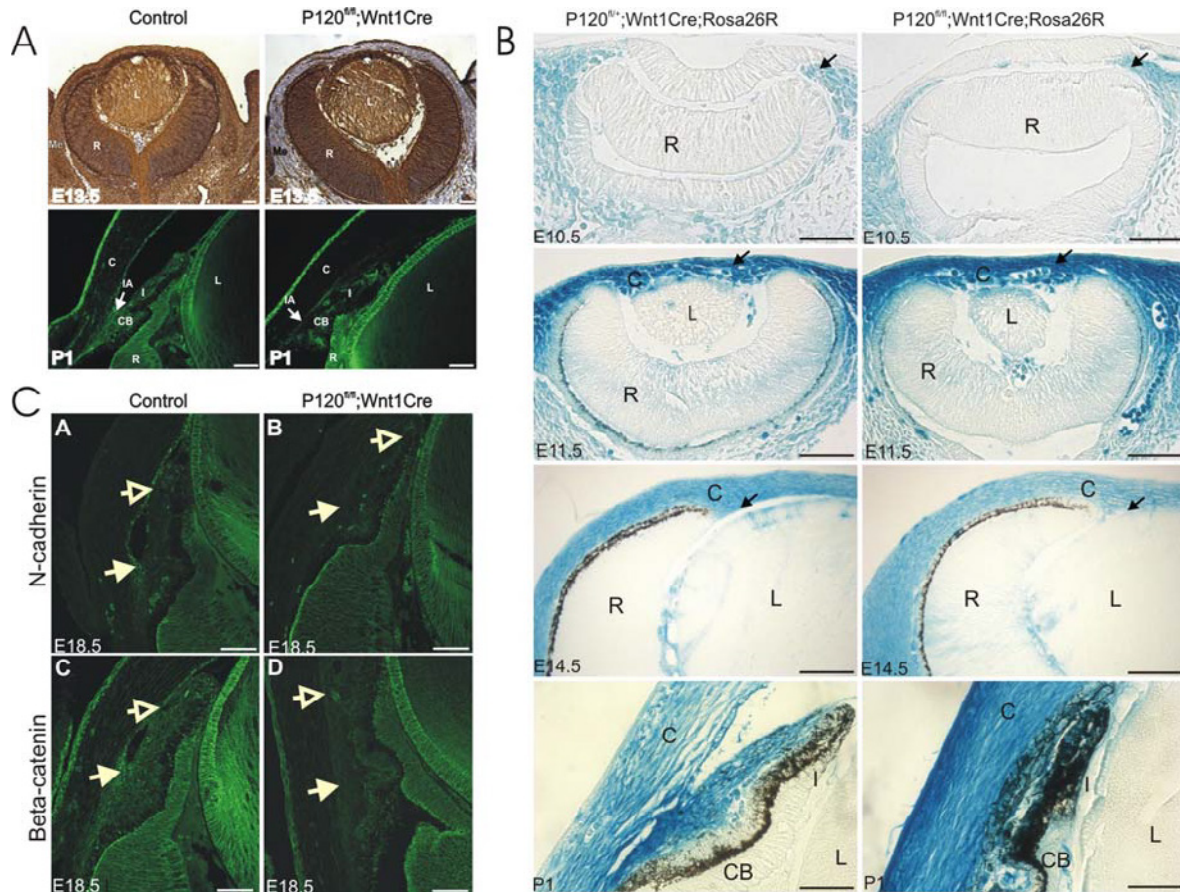 A
Control
P120fl/fl;Wnt1Cre
L
Me
R
E13.5
L
Me
R
E13.5
C
IA
I
CB
L
R
P1
C
IA
I
CB
L
R
P1
B
P120fl/+;Wnt1Cre;Rosa26R
P120fl/fl;Wnt1Cre;Rosa26R
R
E10.5
R
E10.5
C
L
R
E11.5
C
L
R
E11.5
C
R
L
E14.5
C
R
L
E14.5
C
I
CB
L
P1
C
I
CB
L
P1
C
Control
P120fl/fl;Wnt1Cre
N-cadherin
A
E18.5
B
E18.5
Beta-catenin
C
E18.5
D
E18.5